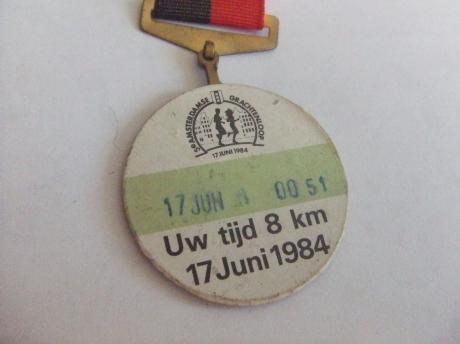 AMSTERDAMSE GRACHTENLOOP
17 JUNI 1984
17 JUN 00 51
Uw tijd 8 km
17 Juni 1984